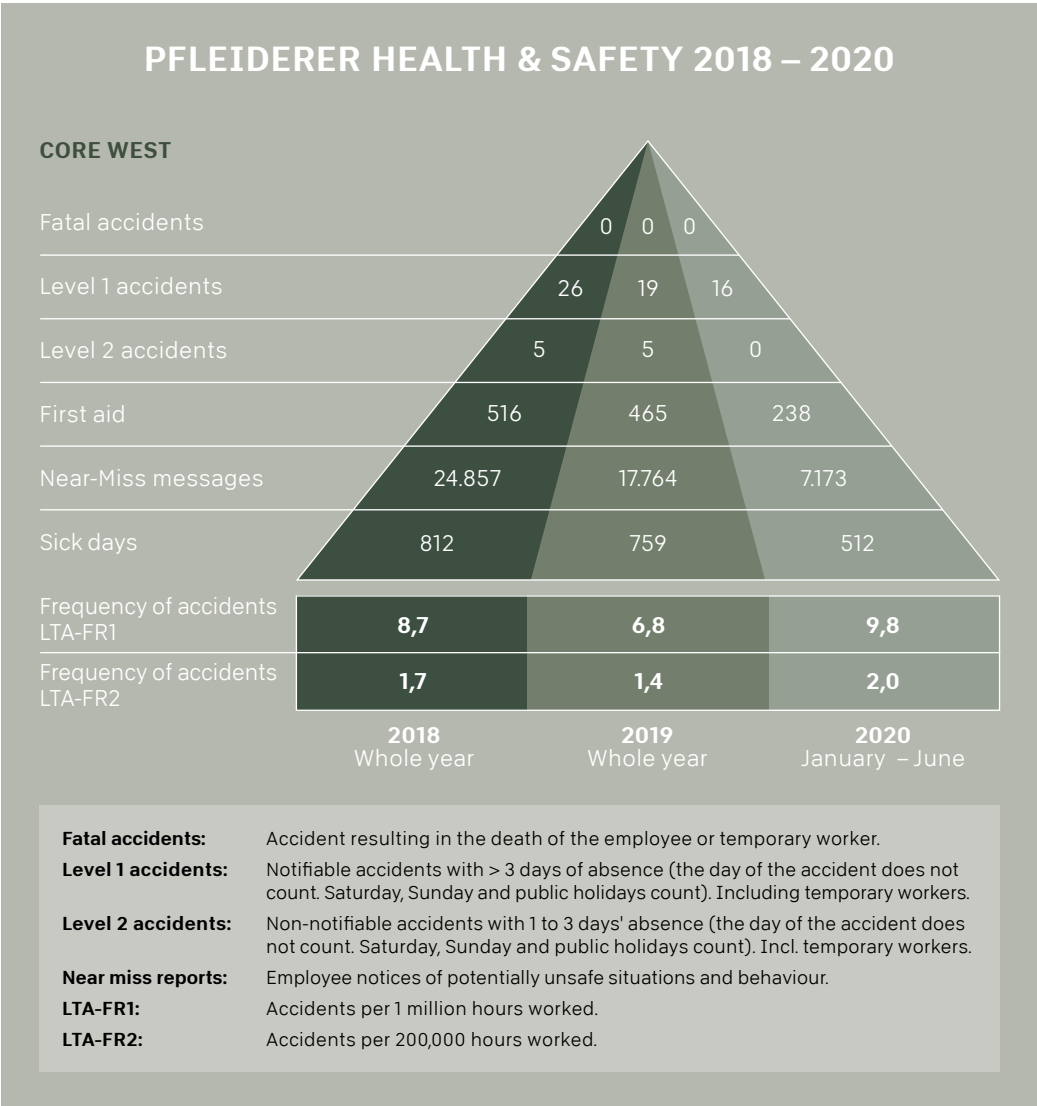 PFLEIDERER HEALTH & SAFETY 2018 – 2020
CORE WEST
Fatal accidents 0 0 0
Level 1 accidents 26 19 16
Level 2 accidents 5 5 0
First aid 516 465 238
Near-Miss messages 24.857 17.764 7.173
Sick days 812 759 512
Frequency of accidents
LTA-FR1 8,7 6,8 9,8
Frequency of accidents
LTA-FR2 1,7 1,4 2,0
2018 2019 2020
Whole year Whole year January – June
Fatal accidents: Accident resulting in the death of the employee or temporary worker.
Level 1 accidents: Notifiable accidents with > 3 days of absence (the day of the accident does not
count. Saturday, Sunday and public holidays count). Including temporary workers.
Level 2 accidents: Non-notifiable accidents with 1 to 3 days' absence (the day of the accident does
not count. Saturday, Sunday and public holidays count). Incl. temporary workers.
Near miss reports: Employee notices of potentially unsafe situations and behaviour.
LTA-FR1: Accidents per 1 million hours worked.
LTA-FR2: Accidents per 200,000 hours worked.